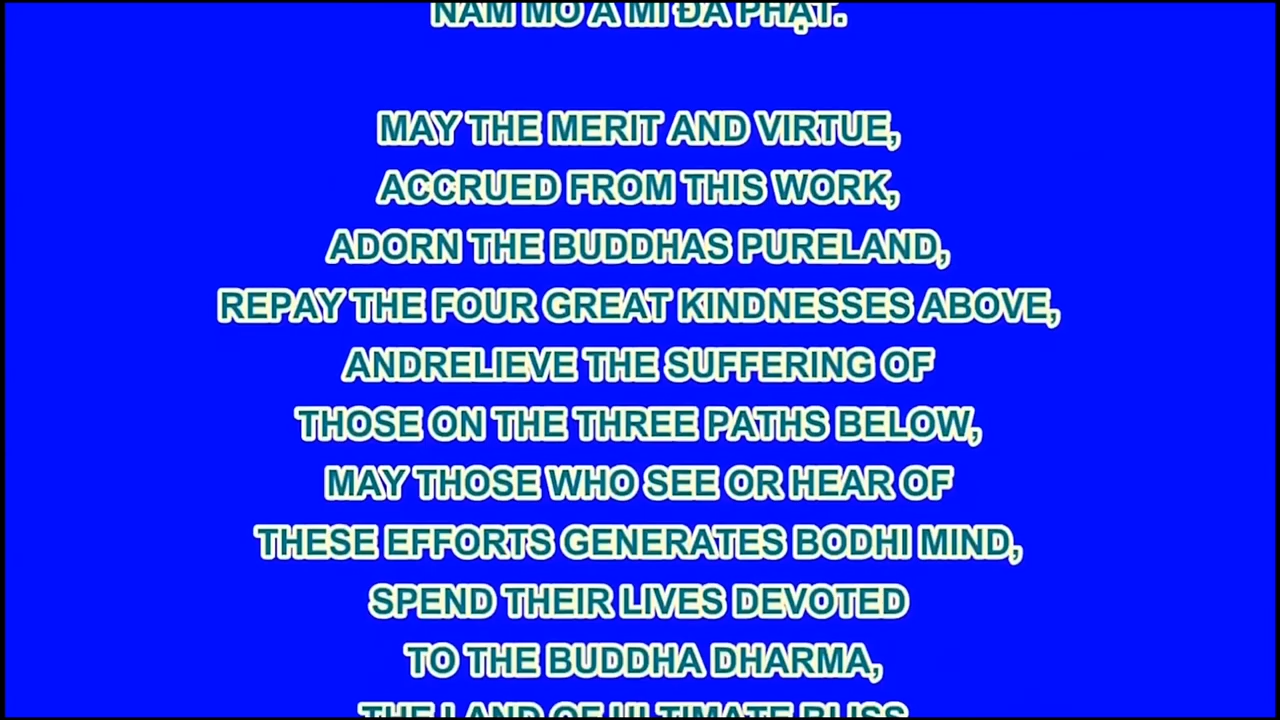 NAM MÔ A MI ĐÀ PHẬT.
MAY THE MERIT AND VIRTUE,
ACCRUED FROM THIS WORK,
ADORN THE BUDDHAS PURELAND,
REPAY THE FOUR GREAT KINDNESSES ABOVE,
ANDRELIEVE THE SUFFERING OF
THOSE ON THE THREE PATHS BELOW,
MAY THOSE WHO SEE OR HEAR OF
THESE EFFORTS GENERATES BODHI MIND,
SPEND THEIR LIVES DEVOTED
TO THE BUDDHA DHARMA,
THE LAND OF ULTIMATE BLISS